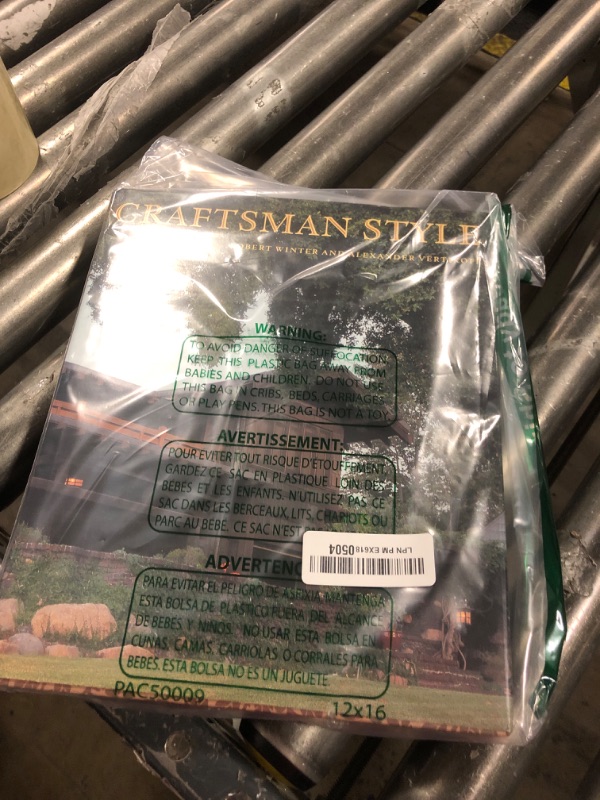 CRAFTSMAN STYLE
ROBERT WINTER AND ALEXANDER VERTIKOFF
WARNING:
TO AVOID DANGER OF SUFFOCATION
KEEP THIS PLASTIC BAG AWAY FROM
BABIES AND CHILDREN. DO NOT USE
THIS BAG IN CRIBS, BEDS, CARRIAGES
OR PLAY PENS. THIS BAG IS NOT A TOY
AVERTISSEMENT:
POUR EVITER TOUT RISQUE D'ÉTOUFFEMENT,
GARDEZ CE SAC EN PLASTIQUE LOIN DES
BEBES ET LES ENFANTS. N'UTILISEZ PAS CE
SAC DANS LES BERCEAUX, LITS, CHARIOTS OU
PARC AU BEBE. CE SAC N'EST
LPN PM EX618 0504
ADVERTENC
PARA EVITAR EL PELIGRO DE ASFIXIA MANTENGA
ESTA BOLSA DE PLASTICO FUERA DEL ALCANCE
DE BEBES Y NIÑOS. NO USAR ESTA BOLSA EN
CUNAS, CAMAS, CARRIOLAS O CORRALES PARA
BEBES. ESTA BOLSA NO ES UN JUGUETE.
PAC50009 12x16